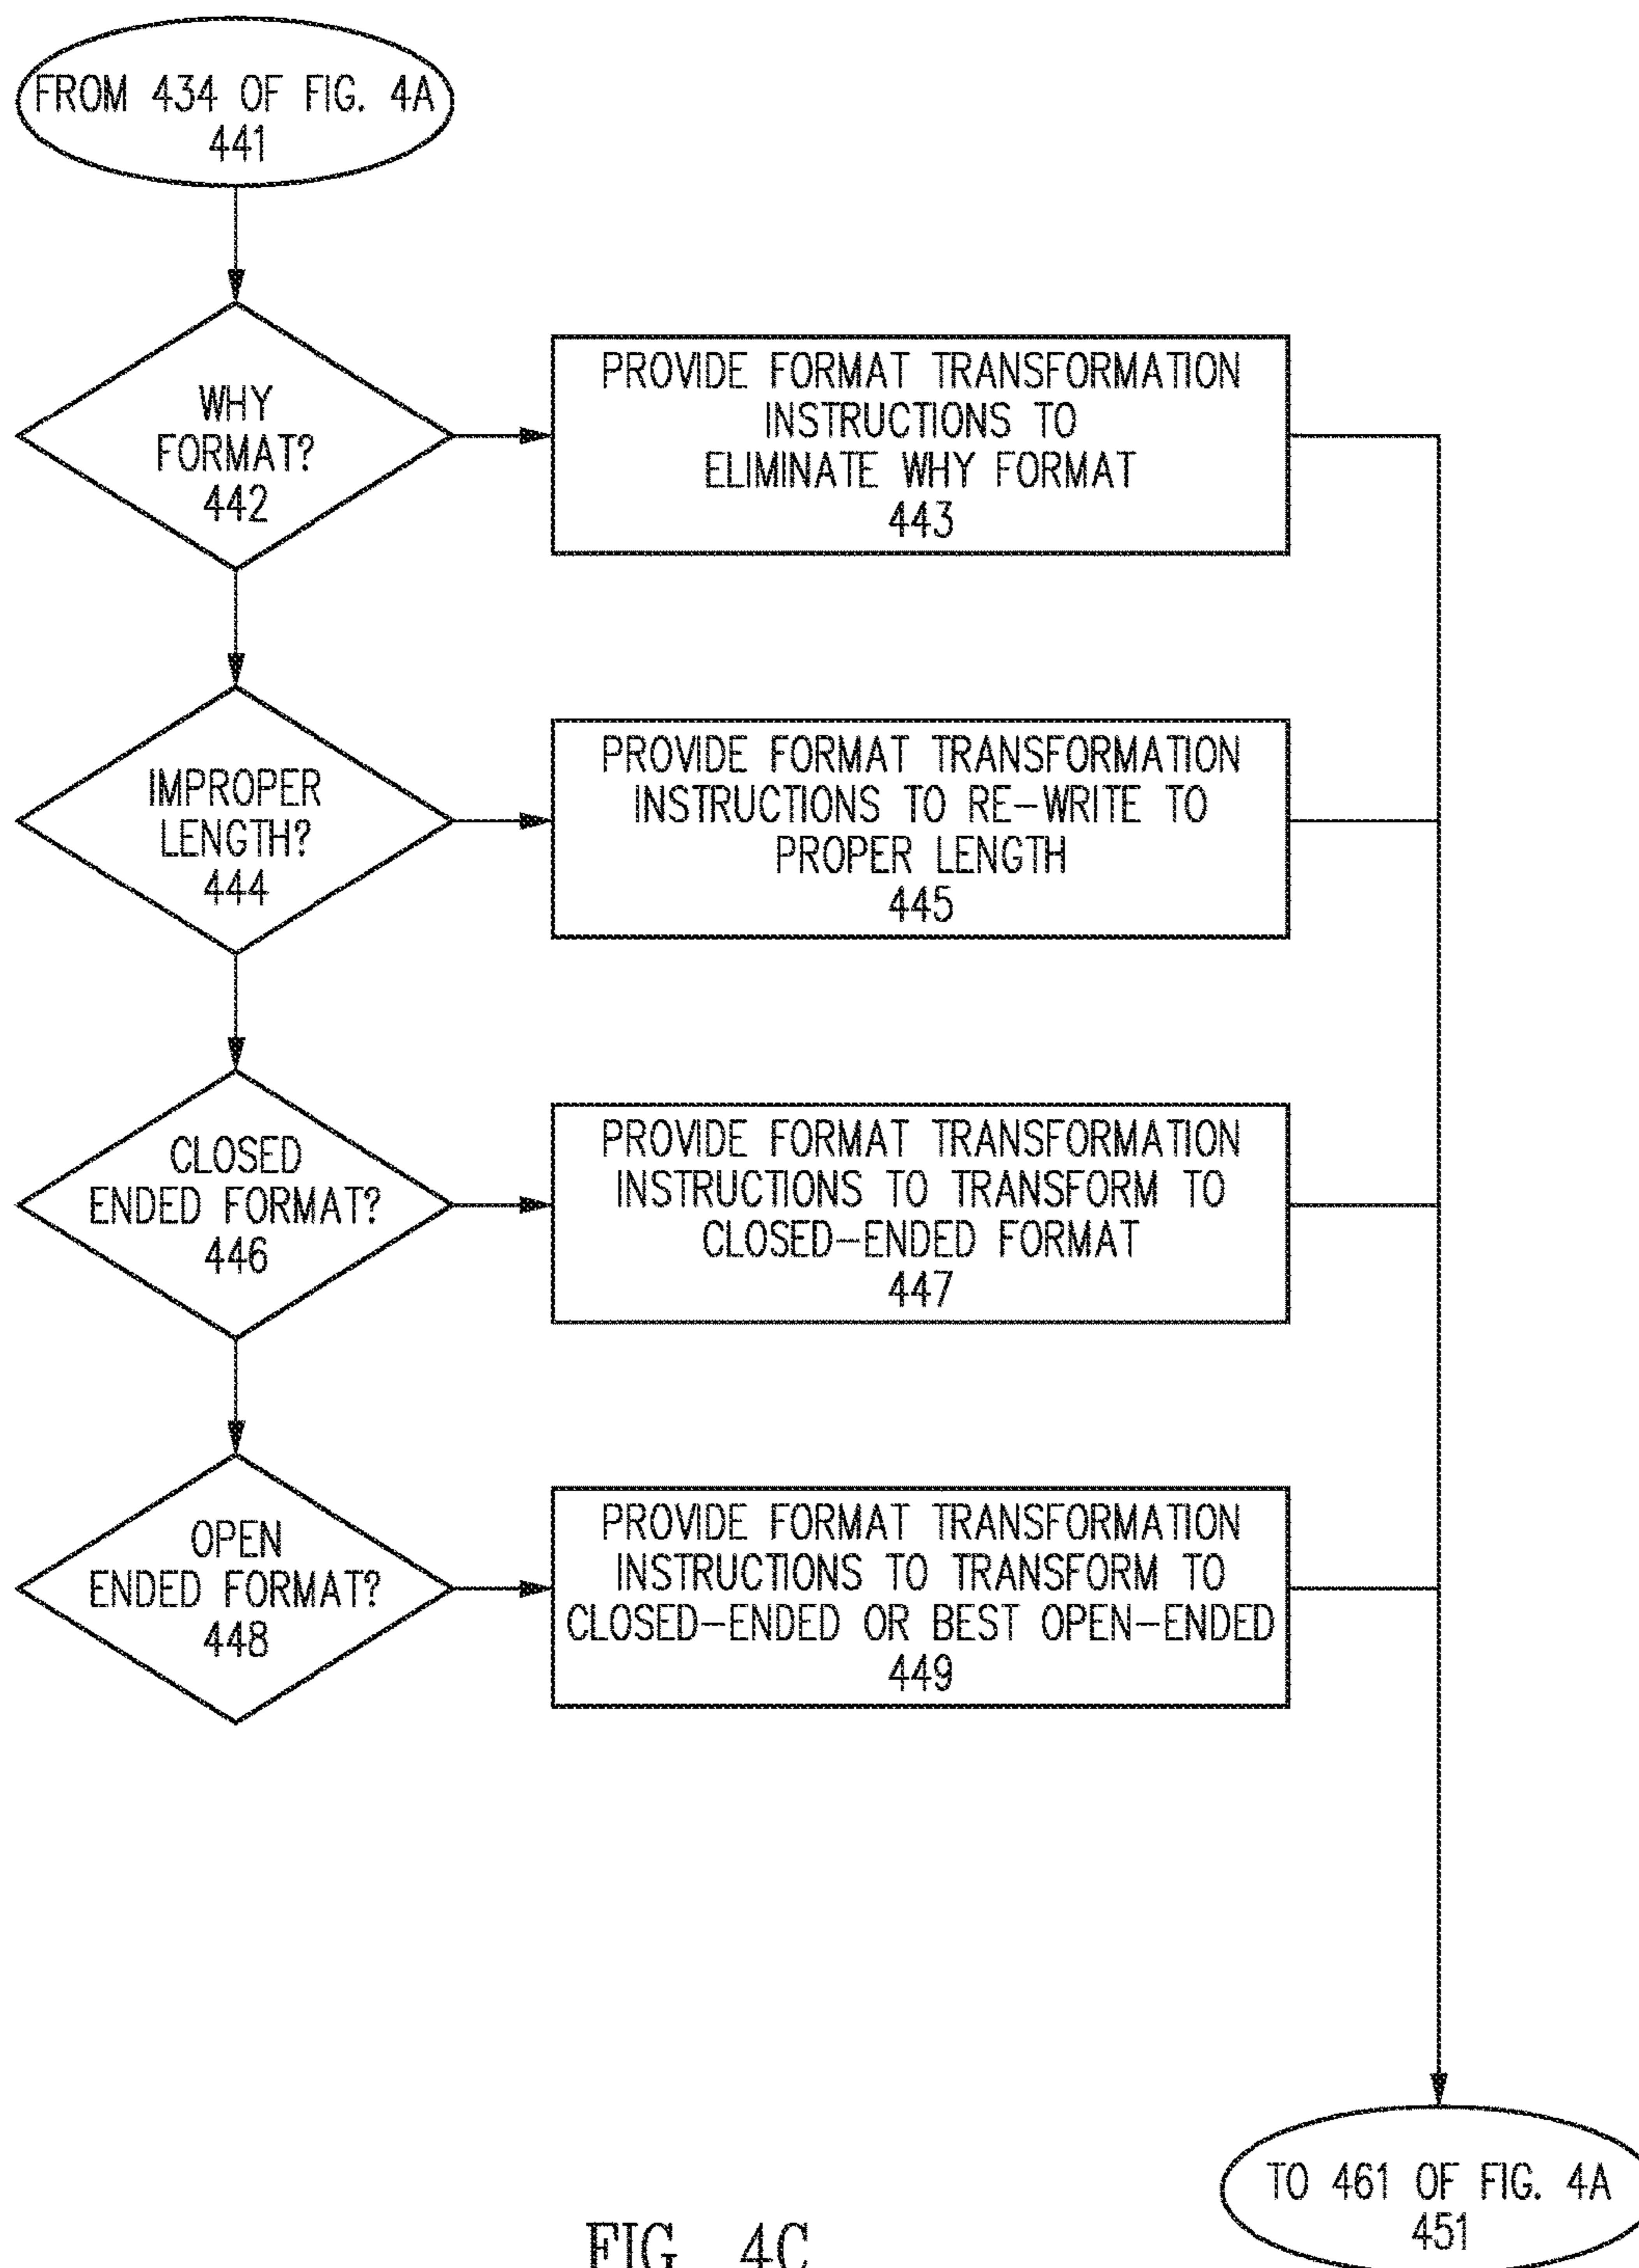 FROM 434 OF FIG. 4A
441
WHY
FORMAT?
442
PROVIDE FORMAT TRANSFORMATION
INSTRUCTIONS TO
ELIMINATE WHY FORMAT
443
IMPROPER
LENGTH?
444
PROVIDE FORMAT TRANSFORMATION
INSTRUCTIONS TO RE-WRITE TO
PROPER LENGTH
445
CLOSED
ENDED FORMAT?
446
PROVIDE FORMAT TRANSFORMATION
INSTRUCTIONS TO TRANSFORM TO
CLOSED-ENDED FORMAT
447
OPEN
ENDED FORMAT?
448
PROVIDE FORMAT TRANSFORMATION
INSTRUCTIONS TO TRANSFORM TO
CLOSED-ENDED OR BEST OPEN-ENDED
449
TO 461 OF FIG. 4A
451
FIG. 4C